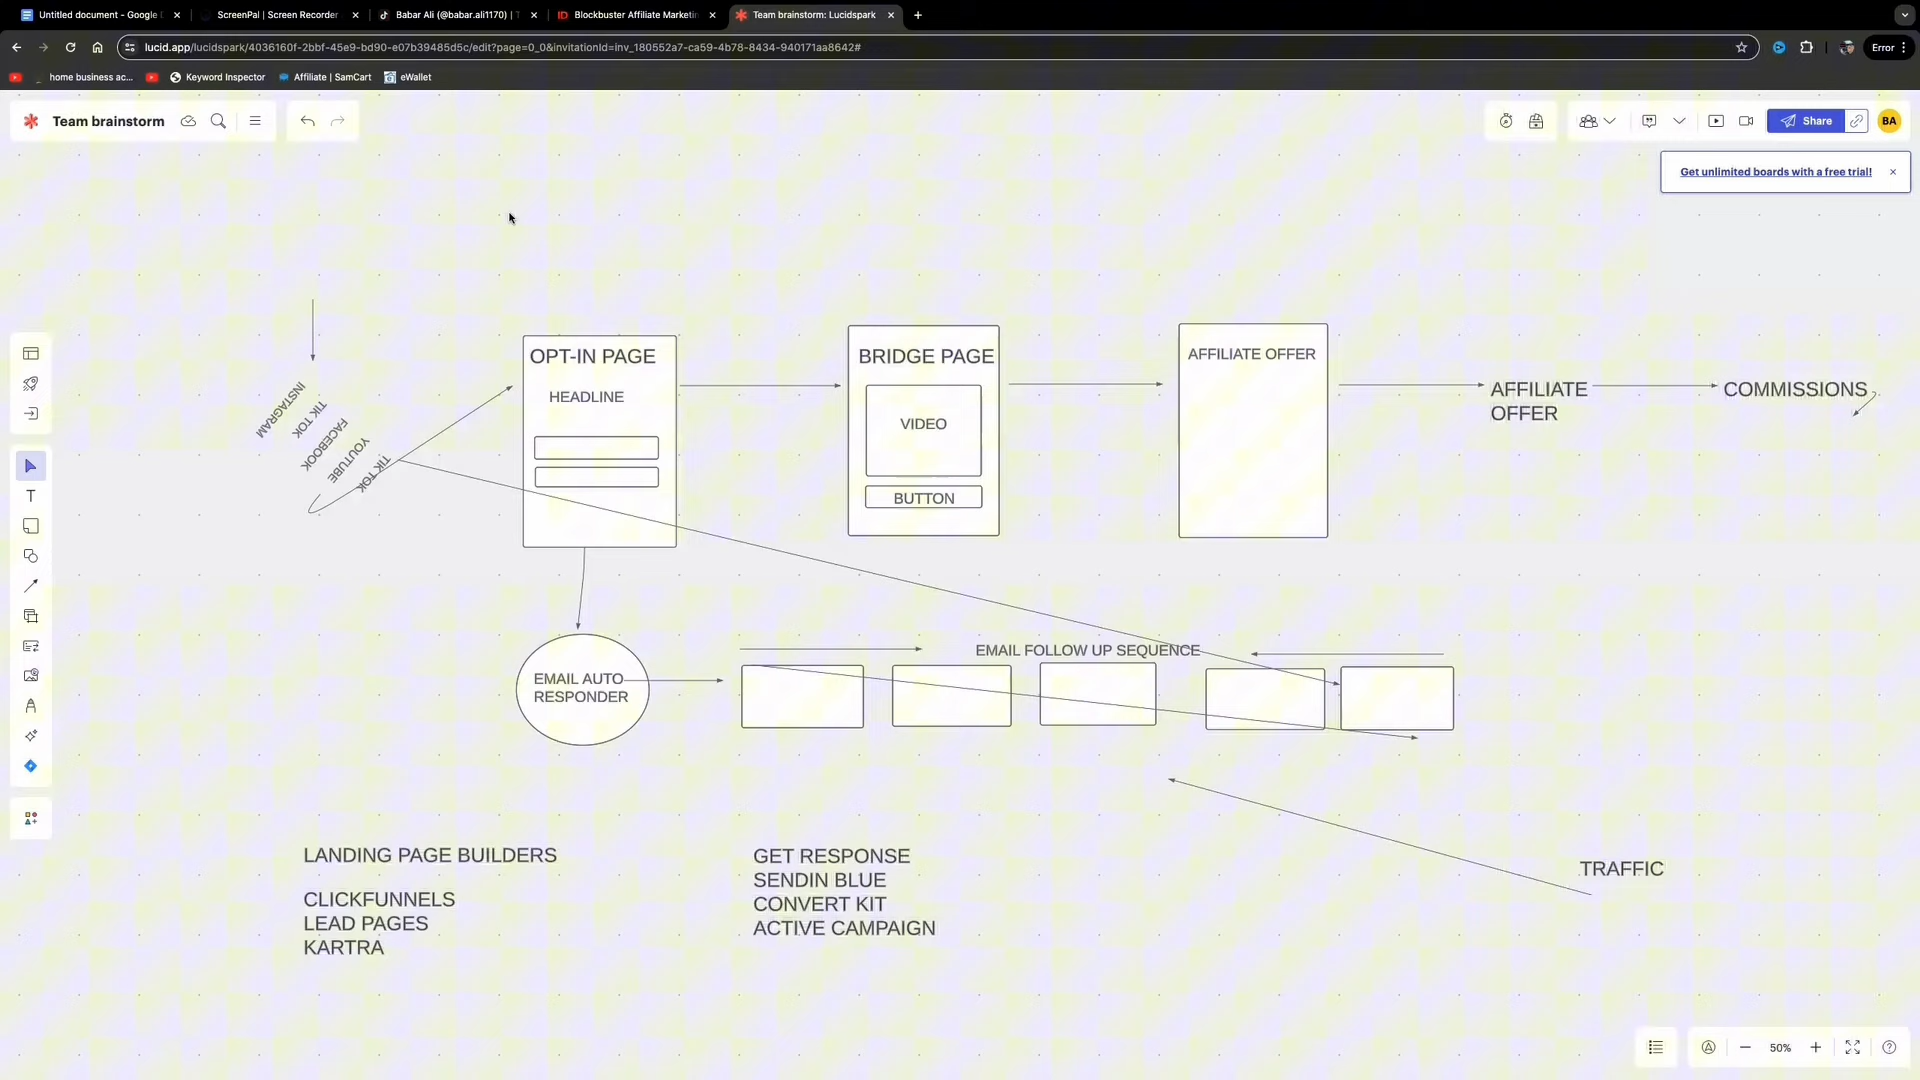 Untitled document - Google
ScreenPal | Screen Recorder
Babar Ali (@babar.ali1170) | T
Blockbuster Affiliate Marketin
Team brainstorm: Lucidspark
lucid.app/lucidspark/4036160f-2bbf-45e9-bd90-e07b39485d5c/edit?page=0_0&invitationId=inv_180552a7-ca59-4b78-8434-940171aa8642#
Error
home business ac...
Keyword Inspector
Affiliate | SamCart
eWallet
Team brainstorm
Share
BA
Get unlimited boards with a free trial!
INSTAGRAM
TIK TOK
FACEBOOK
YOUTUBE
TIK TOK
OPT-IN PAGE
HEADLINE
BRIDGE PAGE
VIDEO
BUTTON
AFFILIATE OFFER
AFFILIATE
OFFER
COMMISSIONS
EMAIL AUTO
RESPONDER
EMAIL FOLLOW UP SEQUENCE
LANDING PAGE BUILDERS
CLICKFUNNELS
LEAD PAGES
KARTRA
GET RESPONSE
SENDIN BLUE
CONVERT KIT
ACTIVE CAMPAIGN
TRAFFIC
50%